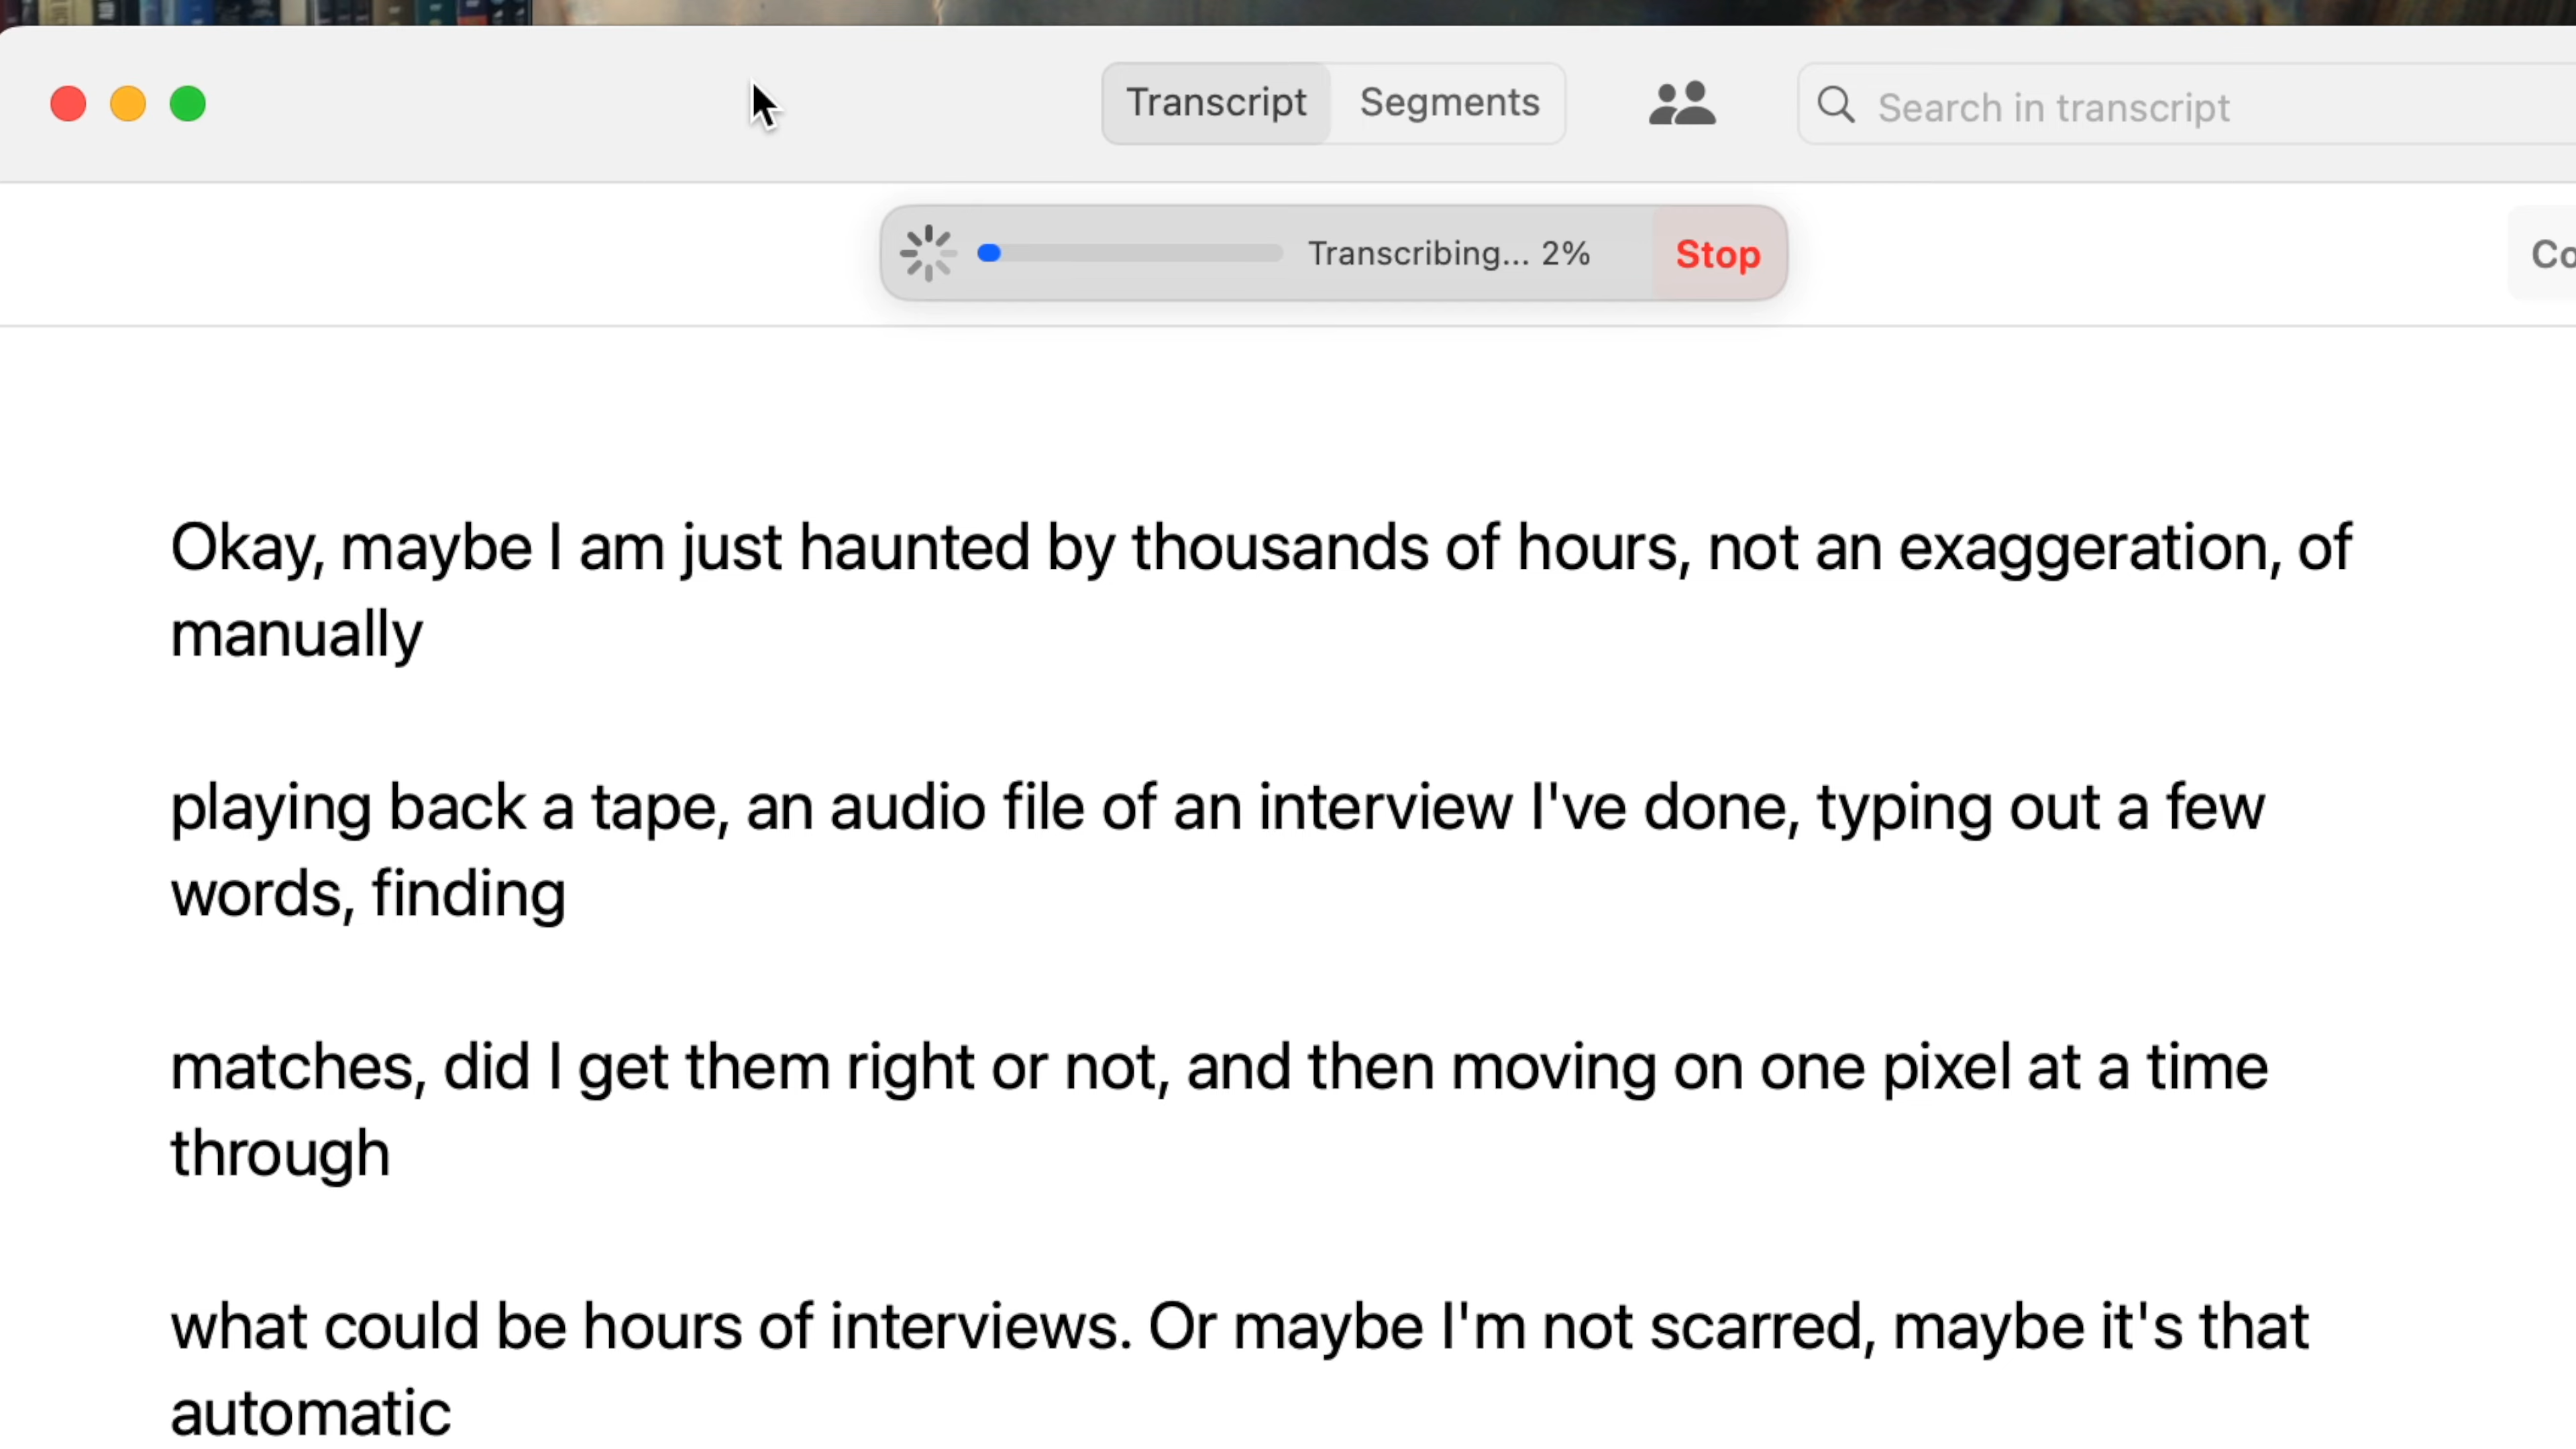 Transcript Segments Search in transcript
Transcribing... 2% Stop Co
Okay, maybe I am just haunted by thousands of hours, not an exaggeration, of
manually
playing back a tape, an audio file of an interview I've done, typing out a few
words, finding
matches, did I get them right or not, and then moving on one pixel at a time
through
what could be hours of interviews. Or maybe I'm not scarred, maybe it's that
automatic